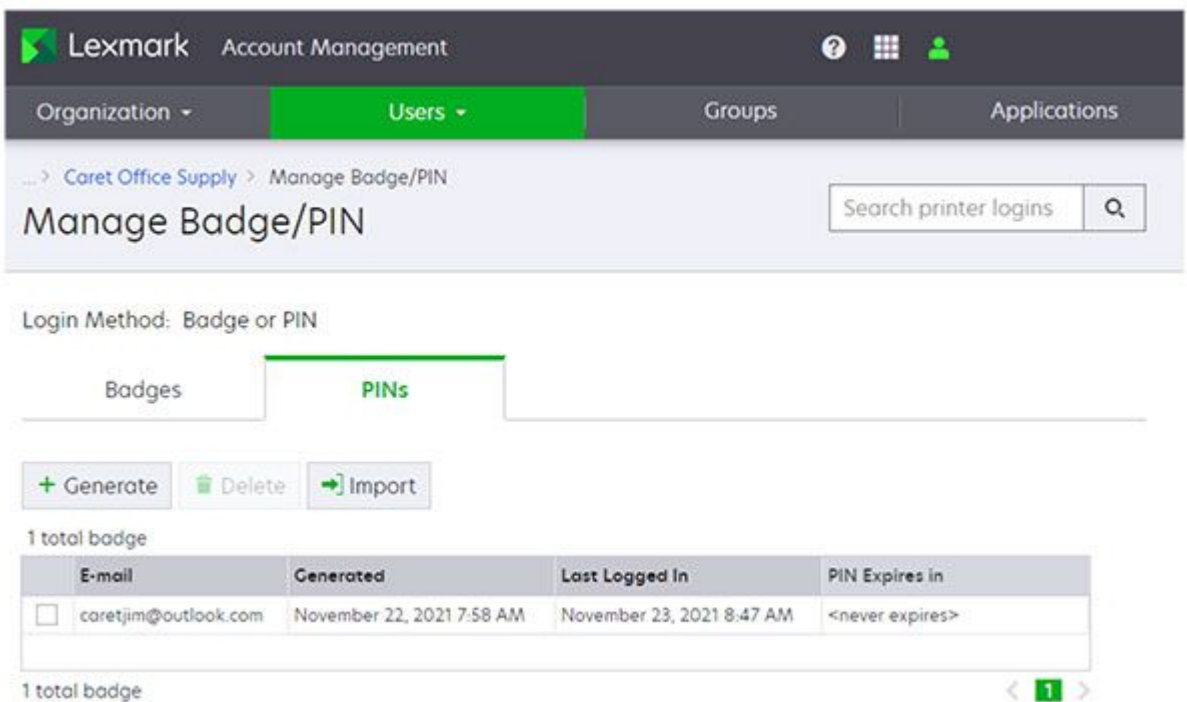 Lexmark Account Management
Organization Users Groups Applications
... > Caret Office Supply > Manage Badge/PIN
Manage Badge/PIN
Search printer logins
Login Method: Badge or PIN
Badges PINs
+ Generate Delete Import
1 total badge
E-mail Generated Last Logged In PIN Expires in
caretjim@outlook.com November 22, 2021 7:58 AM November 23, 2021 8:47 AM <never expires>
1 total badge < 1 >